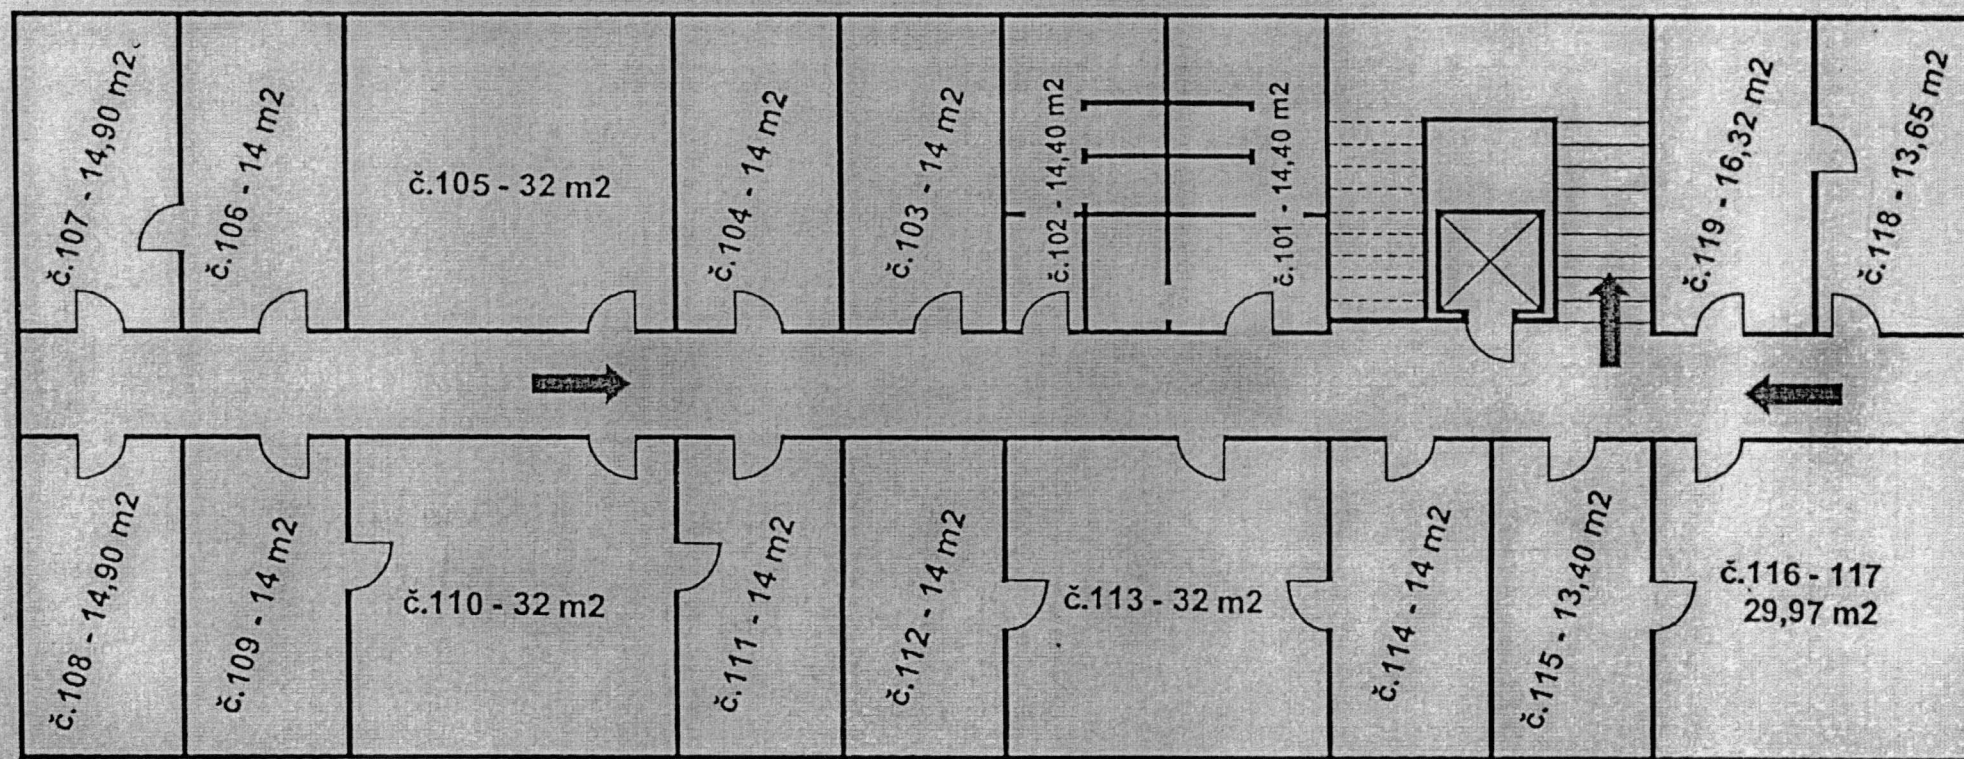 č.107 - 14,90 m2
č.106 - 14 m2
č.105 - 32 m2
č.104 - 14 m2
č.103 - 14 m2
č.102 - 14,40 m2
č.101 - 14,40 m2
č.119 - 16,32 m2
č.118 - 13,65 m2
č.108 - 14,90 m2
č.109 - 14 m2
č.110 - 32 m2
č.111 - 14 m2
č.112 - 14 m2
č.113 - 32 m2
č.114 - 14 m2
č.115 - 13,40 m2
č.116 - 117
29,97 m2